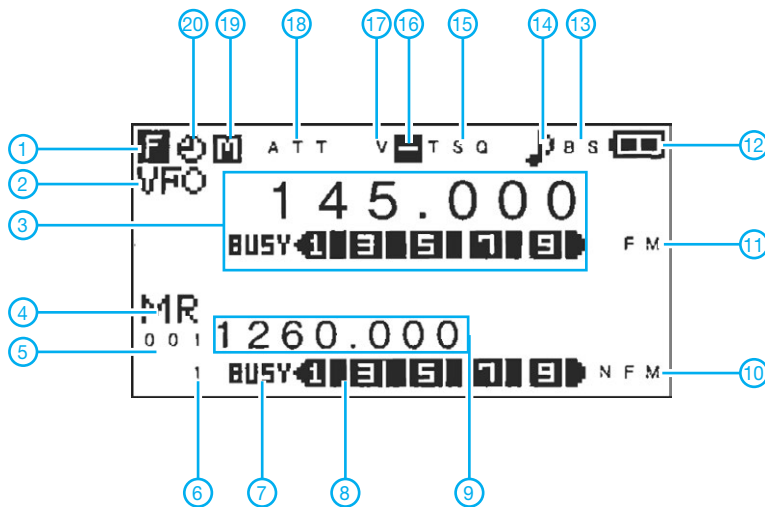 20 19 18 17 16 15 14 13
1 F M ATT V-TSQ BS 12
2 VFO
3 145.000
BUSY 1 3 5 7 9 FM 11
4 MR
5 001 1260.000
1 BUSY 1 3 5 7 9 NFM 10
6 7 8 9